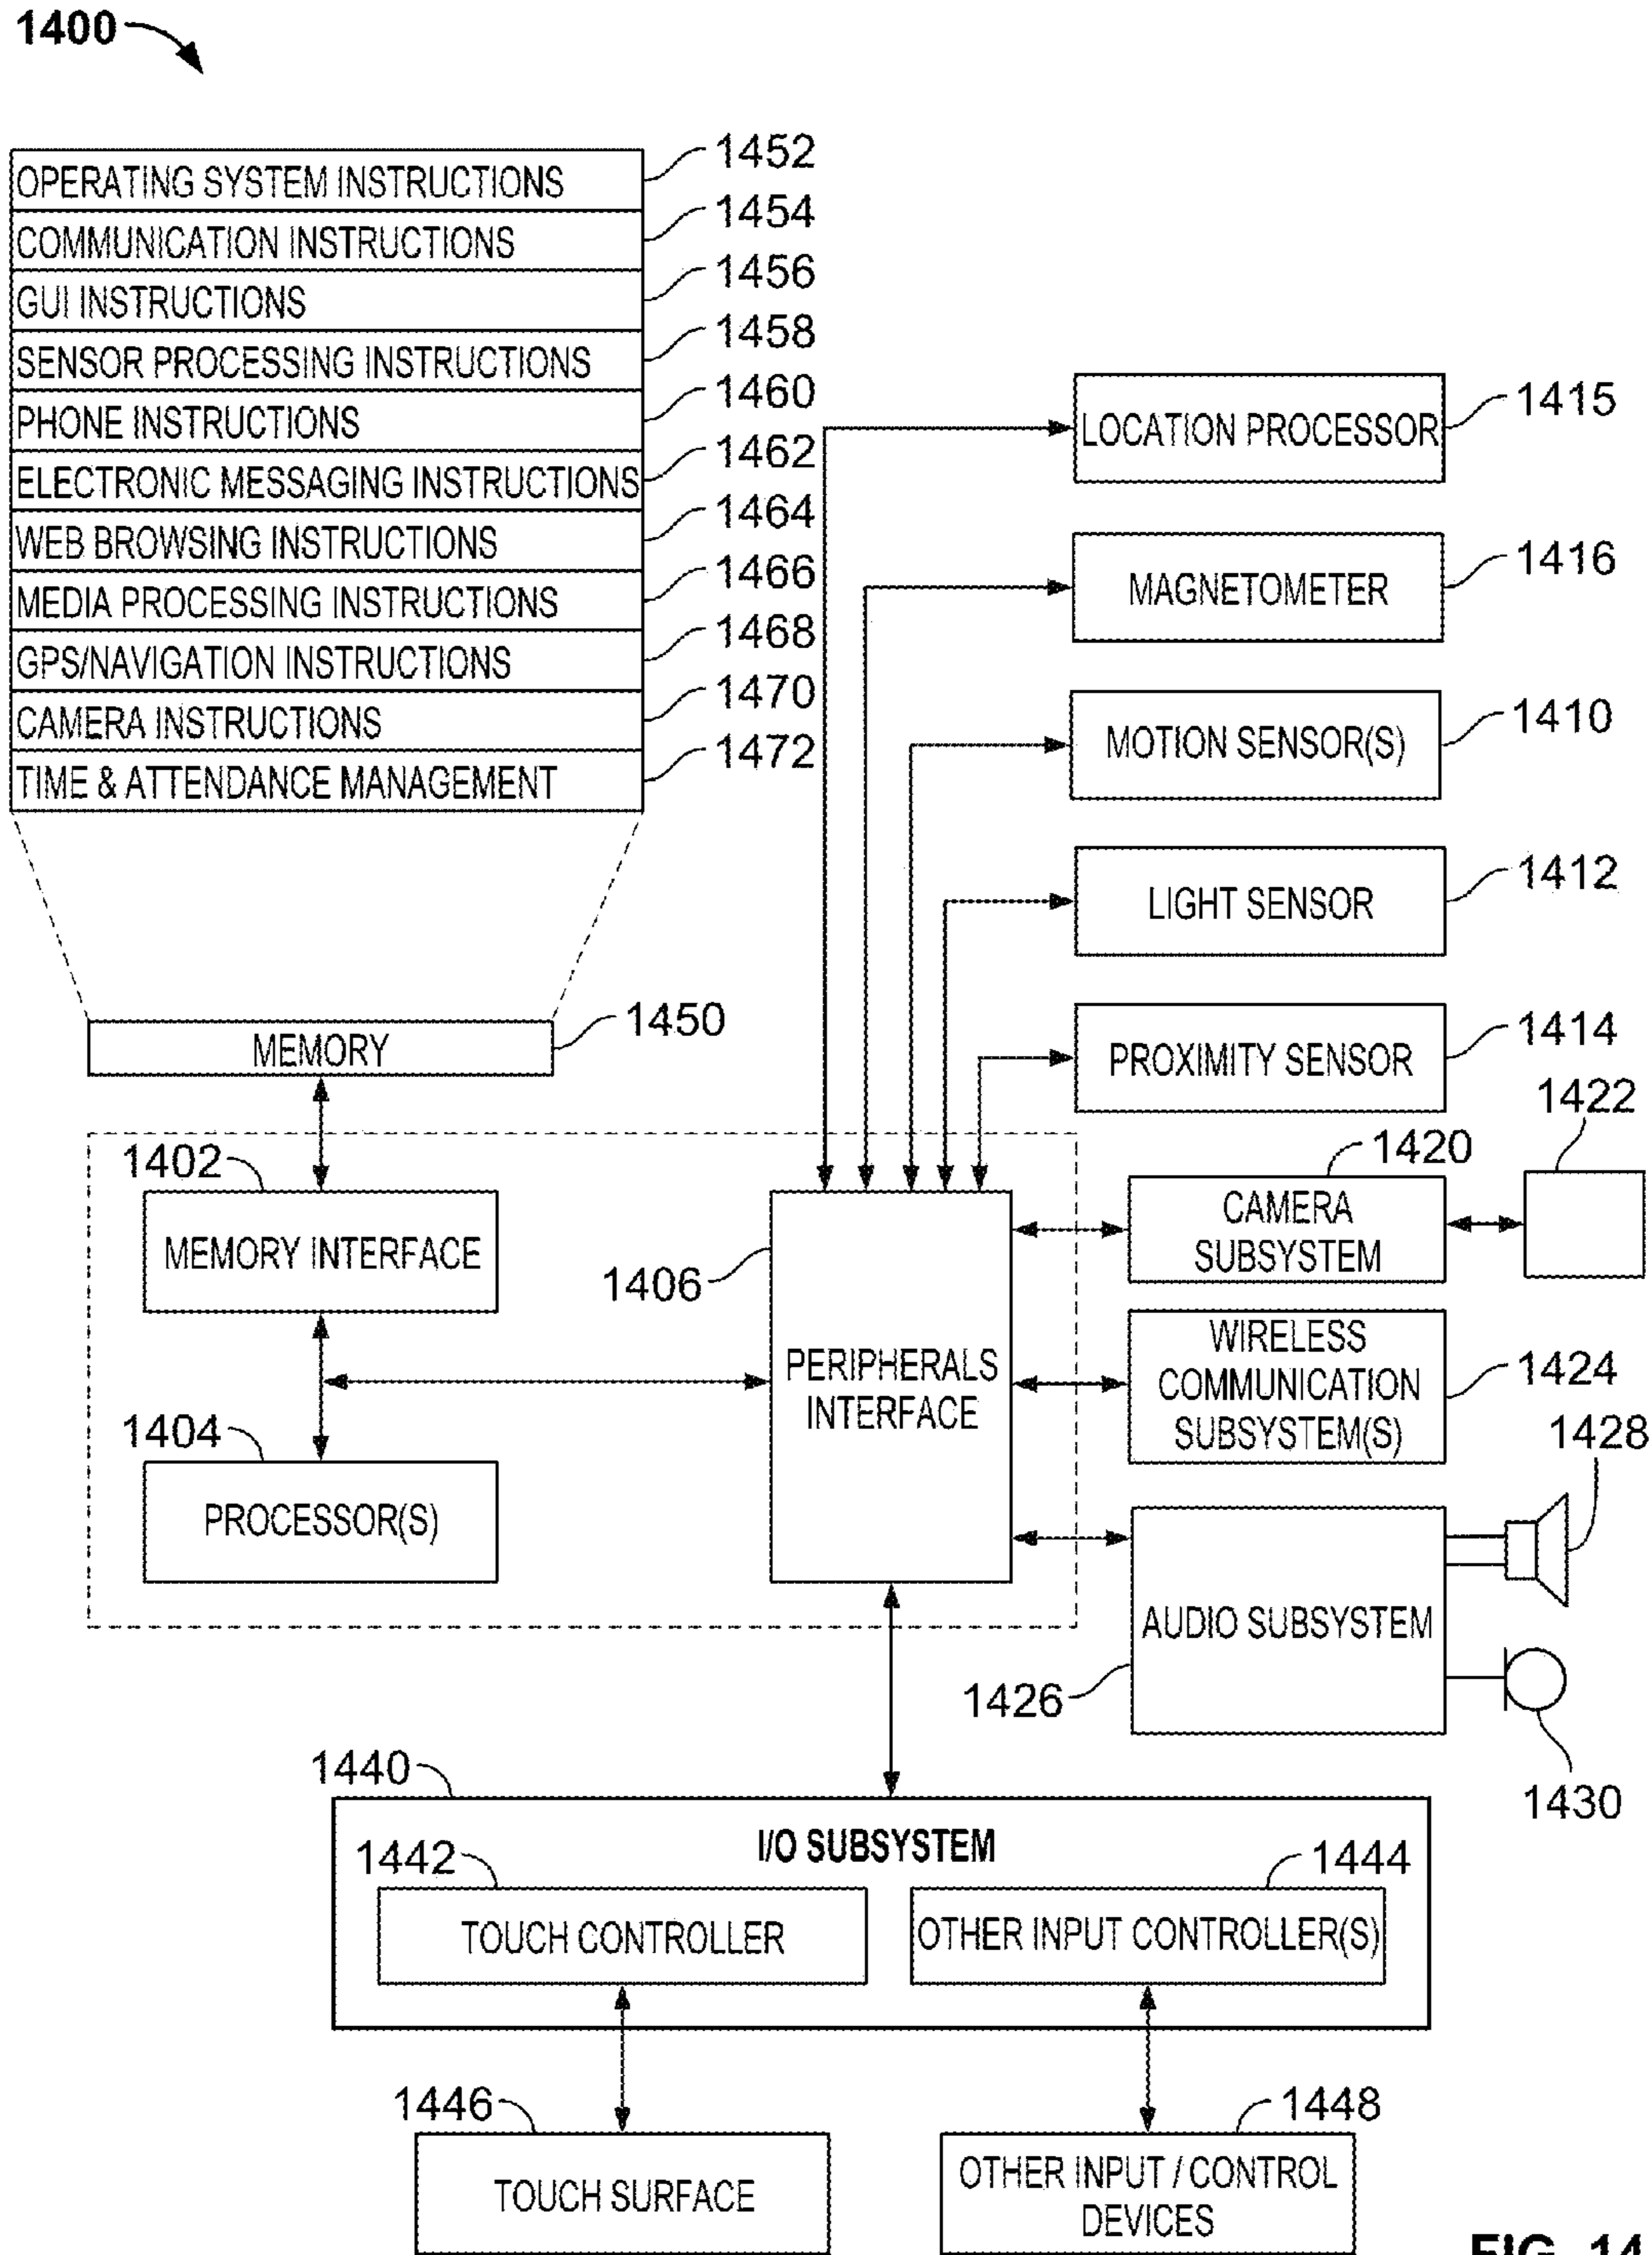 1400
OPERATING SYSTEM INSTRUCTIONS
1452
COMMUNICATION INSTRUCTIONS
1454
GUI INSTRUCTIONS
1456
SENSOR PROCESSING INSTRUCTIONS
1458
PHONE INSTRUCTIONS
1460
ELECTRONIC MESSAGING INSTRUCTIONS
1462
WEB BROWSING INSTRUCTIONS
1464
MEDIA PROCESSING INSTRUCTIONS
1466
GPS/NAVIGATION INSTRUCTIONS
1468
CAMERA INSTRUCTIONS
1470
TIME & ATTENDANCE MANAGEMENT
1472
LOCATION PROCESSOR
1415
MAGNETOMETER
1416
MOTION SENSOR(S)
1410
LIGHT SENSOR
1412
PROXIMITY SENSOR
1414
MEMORY
1450
1402
MEMORY INTERFACE
1404
PROCESSOR(S)
1406
PERIPHERALS
INTERFACE
1420
CAMERA
SUBSYSTEM
1422
WIRELESS
COMMUNICATION
SUBSYSTEM(S)
1424
1428
AUDIO SUBSYSTEM
1426
1430
1440
I/O SUBSYSTEM
1442
TOUCH CONTROLLER
1444
OTHER INPUT CONTROLLER(S)
1446
TOUCH SURFACE
1448
OTHER INPUT / CONTROL
DEVICES
FIG. 14